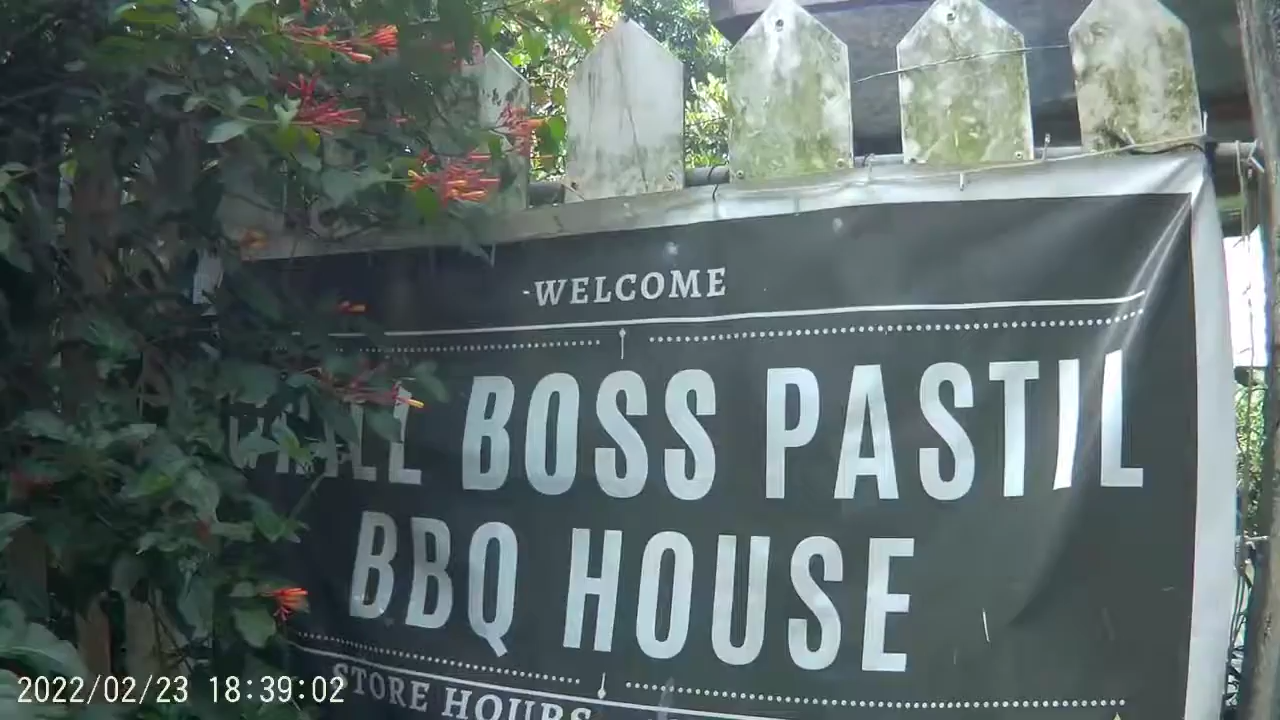 WELCOME
BOSS PASTIL
BBQ HOUSE
STORE HOURS
2022/02/23 18:39:02